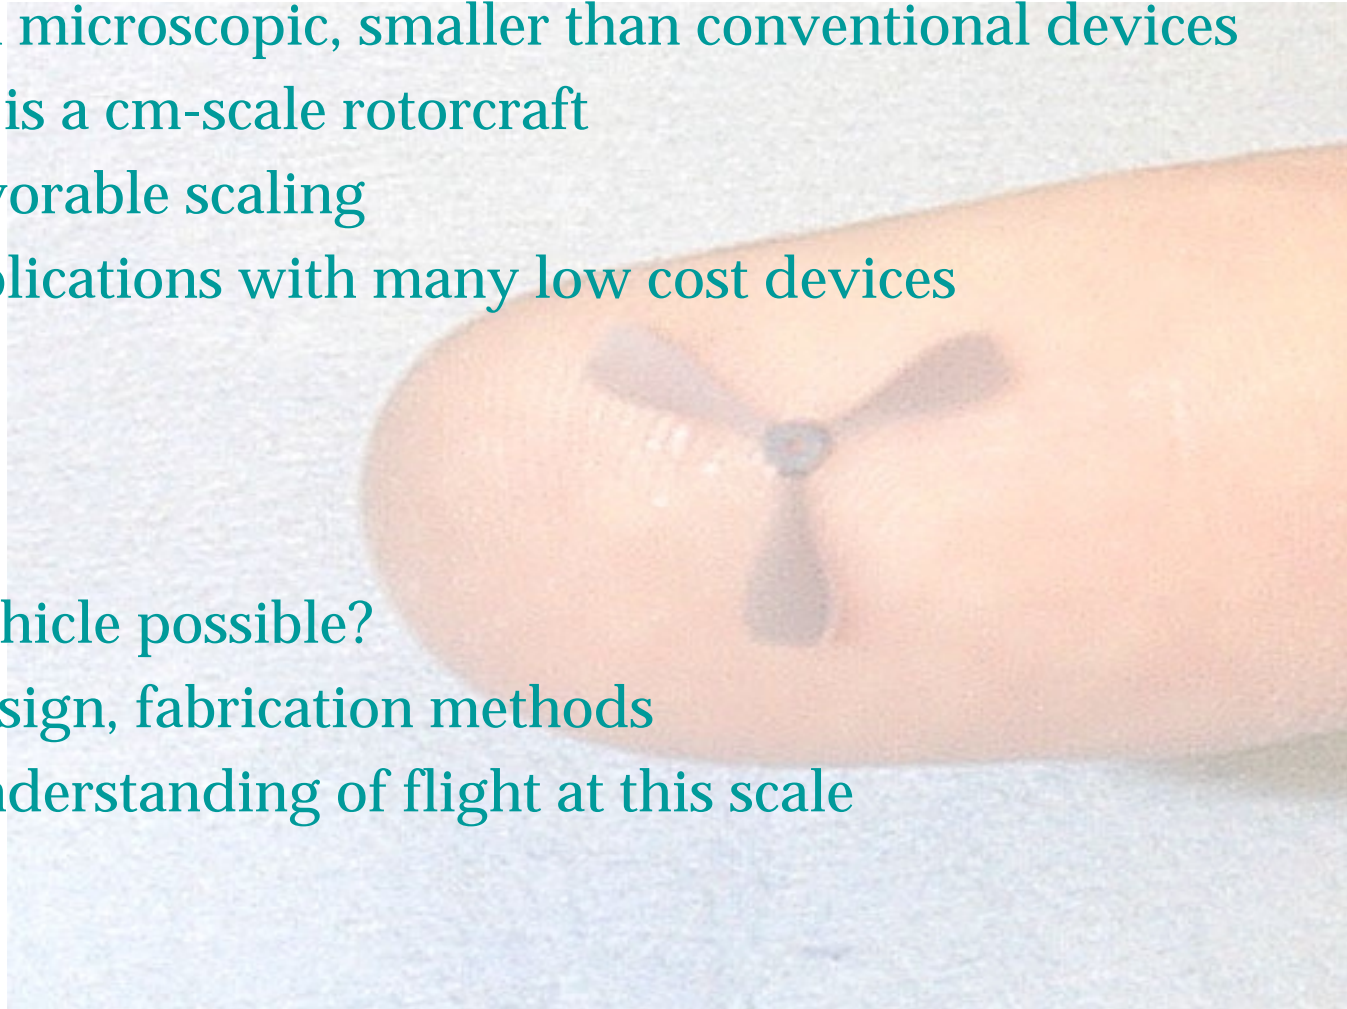 microscopic, smaller than conventional devices
is a cm-scale rotorcraft
vorable scaling
plications with many low cost devices
hicle possible?
sign, fabrication methods
nderstanding of flight at this scale